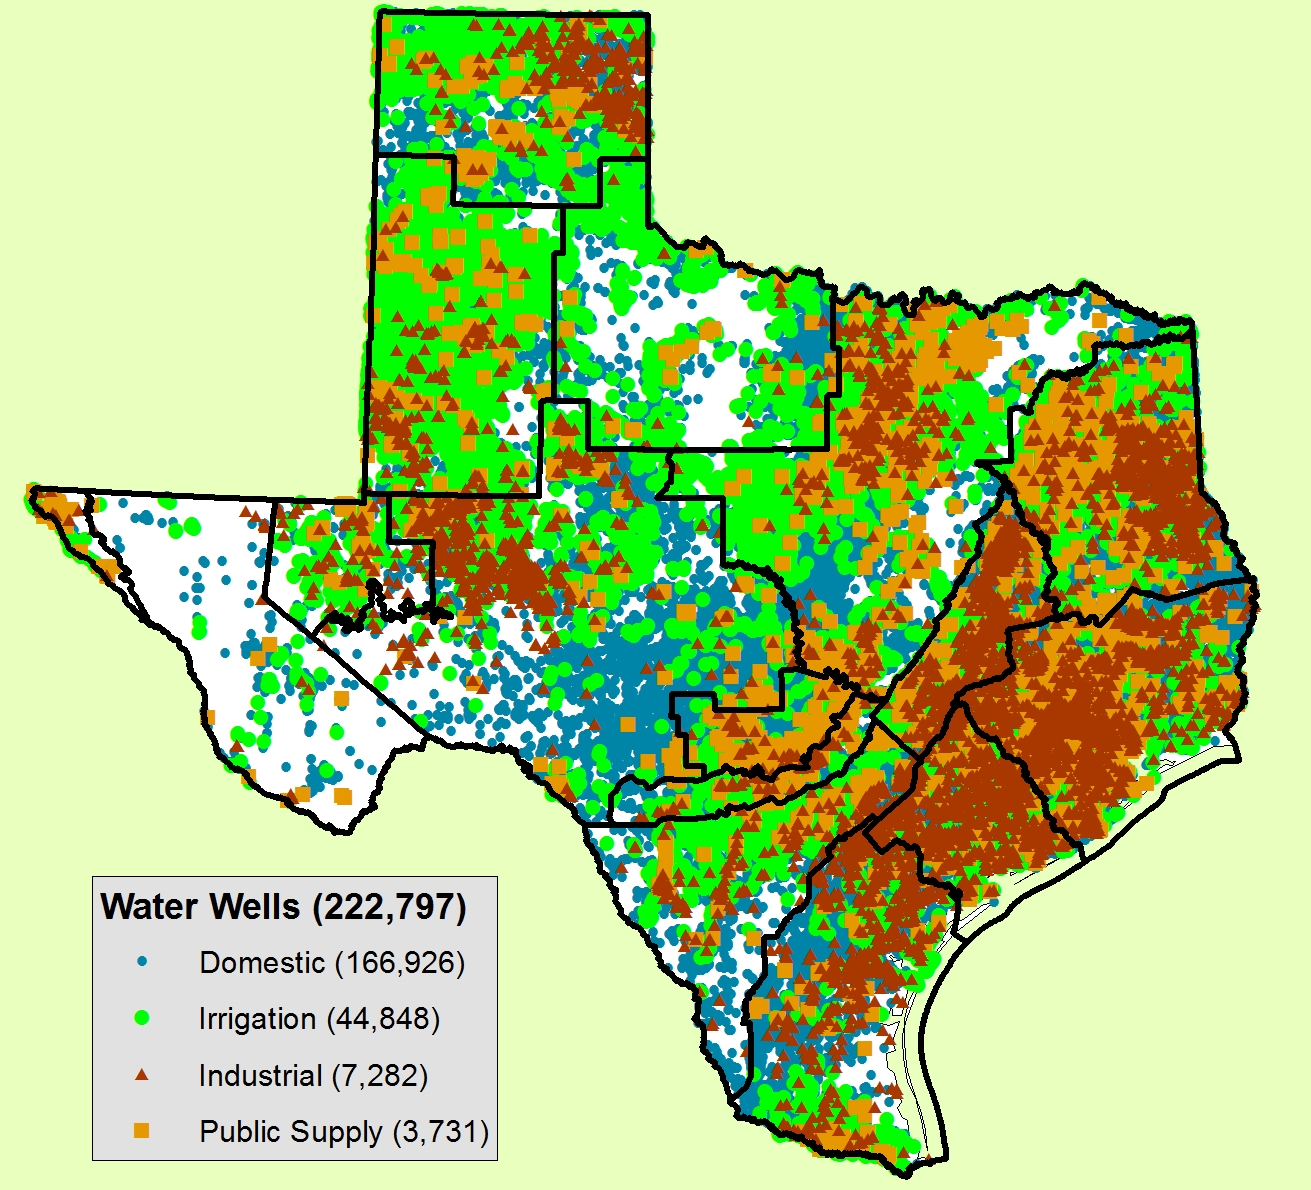 Water Wells (222,797)
Domestic (166,926)
Irrigation (44,848)
Industrial (7,282)
Public Supply (3,731)